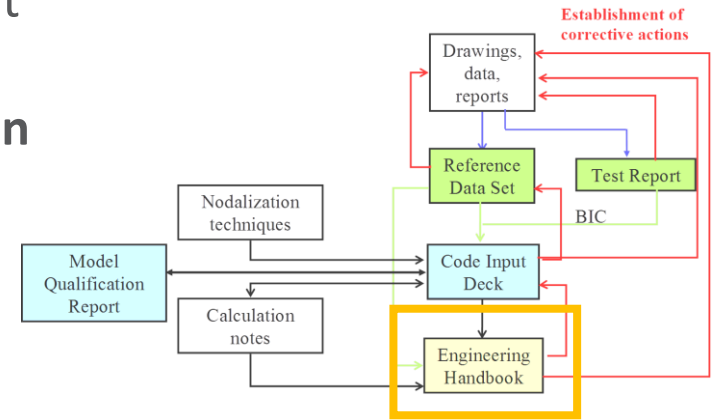 t
n
Establishment of
corrective actions
Drawings,
data,
reports
Reference
Data Set
Test Report
BIC
Nodalization
techniques
Model
Qualification
Report
Code Input
Deck
Calculation
notes
Engineering
Handbook